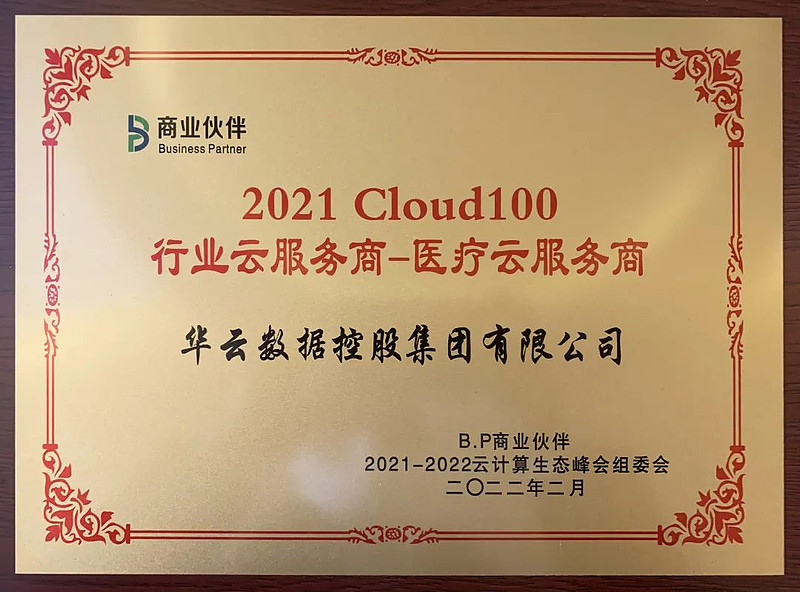 商业伙伴
Business Partner
2021 Cloud100
行业云服务商-医疗云服务商
华云数据控股集团有限公司
B.P商业伙伴
2021-2022云计算生态峰会组委会
二〇二二年二月